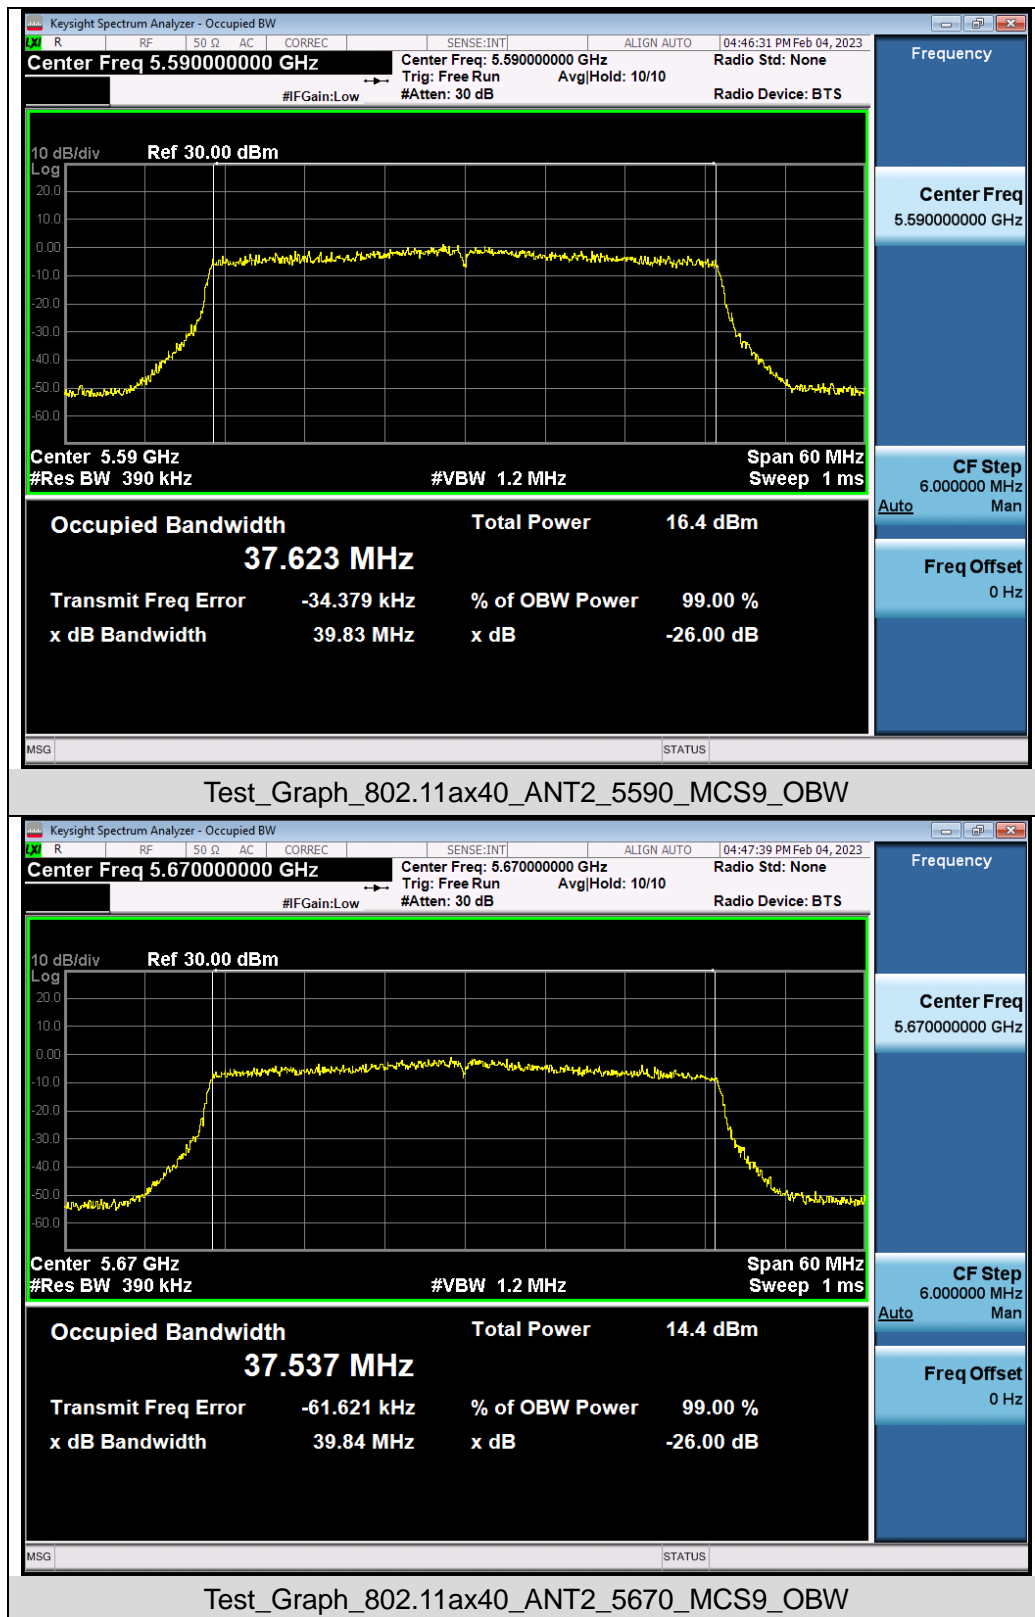 Keysight Spectrum Analyzer - Occupied BW
LXI R RF 50 Ω AC CORREC SENSE:INT ALIGN AUTO 04:46:31 PM Feb 04, 2023
Center Freq 5.590000000 GHz
Center Freq: 5.590000000 GHz
Radio Std: None
Trig: Free Run Avg|Hold: 10/10
#IFGain:Low
#Atten: 30 dB
Radio Device: BTS
Frequency
10 dB/div Ref 30.00 dBm
Log
20.0
10.0
0.00
-10.0
-20.0
-30.0
-40.0
-50.0
-60.0
Center 5.59 GHz Span 60 MHz
#Res BW 390 kHz #VBW 1.2 MHz Sweep 1 ms
Center Freq
5.590000000 GHz
CF Step
6.000000 MHz
Auto Man
Freq Offset
0 Hz
Occupied Bandwidth Total Power 16.4 dBm
37.623 MHz
Transmit Freq Error -34.379 kHz % of OBW Power 99.00 %
x dB Bandwidth 39.83 MHz x dB -26.00 dB
MSG STATUS
Test_Graph_802.11ax40_ANT2_5590_MCS9_OBW
Keysight Spectrum Analyzer - Occupied BW
LXI R RF 50 Ω AC CORREC SENSE:INT ALIGN AUTO 04:47:39 PM Feb 04, 2023
Center Freq 5.670000000 GHz
Center Freq: 5.670000000 GHz
Radio Std: None
Trig: Free Run Avg|Hold: 10/10
#IFGain:Low
#Atten: 30 dB
Radio Device: BTS
Frequency
10 dB/div Ref 30.00 dBm
Log
20.0
10.0
0.00
-10.0
-20.0
-30.0
-40.0
-50.0
-60.0
Center 5.67 GHz Span 60 MHz
#Res BW 390 kHz #VBW 1.2 MHz Sweep 1 ms
Center Freq
5.670000000 GHz
CF Step
6.000000 MHz
Auto Man
Freq Offset
0 Hz
Occupied Bandwidth Total Power 14.4 dBm
37.537 MHz
Transmit Freq Error -61.621 kHz % of OBW Power 99.00 %
x dB Bandwidth 39.84 MHz x dB -26.00 dB
MSG STATUS
Test_Graph_802.11ax40_ANT2_5670_MCS9_OBW